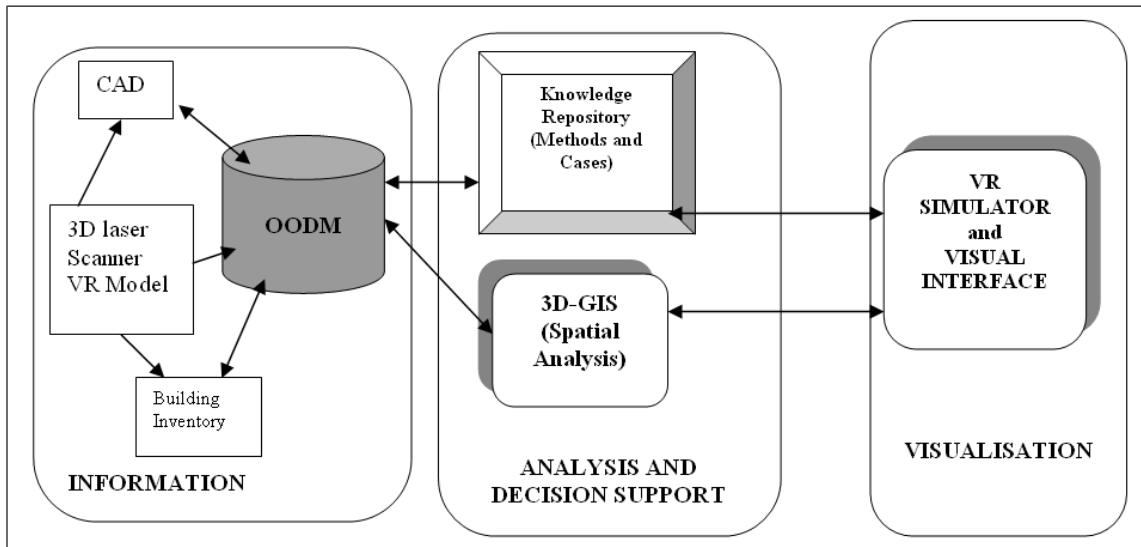 CAD
OODM
3D laser
Scanner
VR Model
Building
Inventory
INFORMATION
Knowledge
Repository
(Methods and
Cases)
3D-GIS
(Spatial
Analysis)
ANALYSIS AND
DECISION SUPPORT
VR
SIMULATOR
and
VISUAL
INTERFACE
VISUALISATION